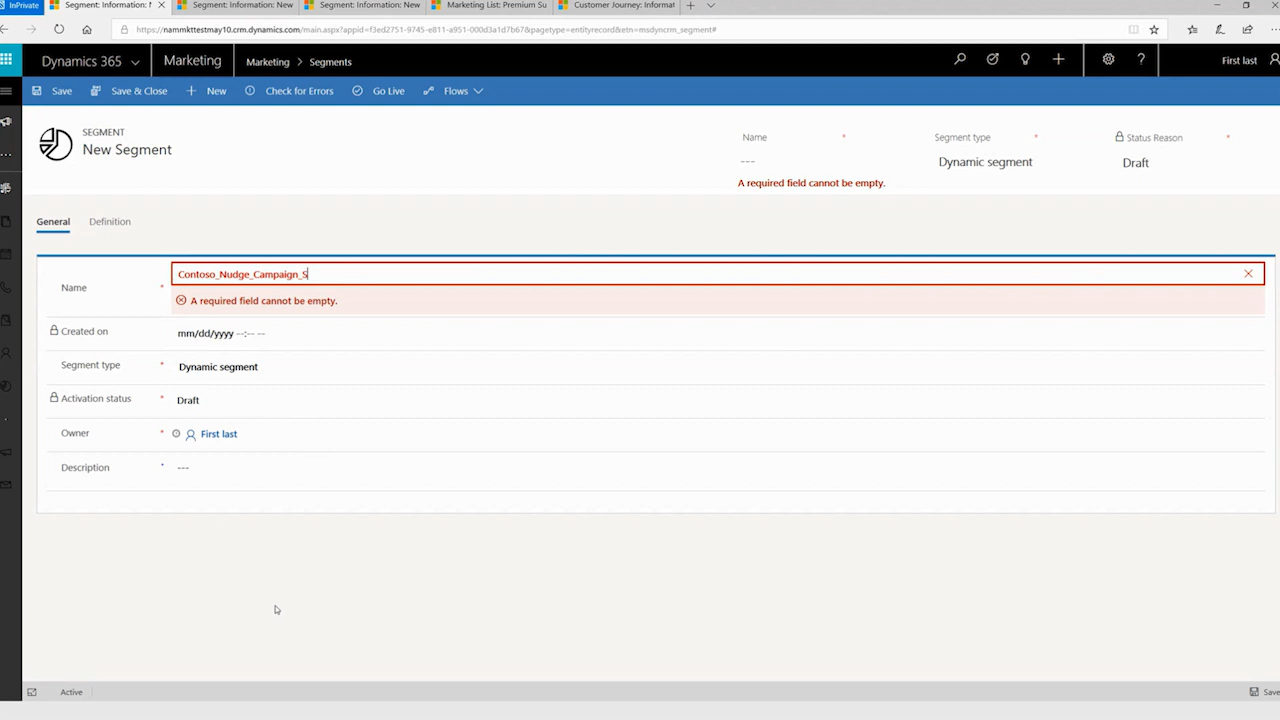 InPrivate
Segment: Information: N
Segment: Information: New
Segment: Information: New
Marketing List: Premium Su
Customer Journey: Informat
https://nammkttestmay10.crm.dynamics.com/main.aspx?appid=f3ed2751-9745-e811-a951-000d3a1d7b67&pagetype=entityrecord&etn=msdyncrm_segment#
Dynamics 365
Marketing
Marketing > Segments
First last
Save
Save & Close
New
Check for Errors
Go Live
Flows
SEGMENT
New Segment
Name *
---
A required field cannot be empty.
Segment type *
Dynamic segment
Status Reason *
Draft
General
Definition
Name * Contoso_Nudge_Campaign_S
A required field cannot be empty.
Created on mm/dd/yyyy --:-- --
Segment type * Dynamic segment
Activation status * Draft
Owner * First last
Description * ---
Active
Save